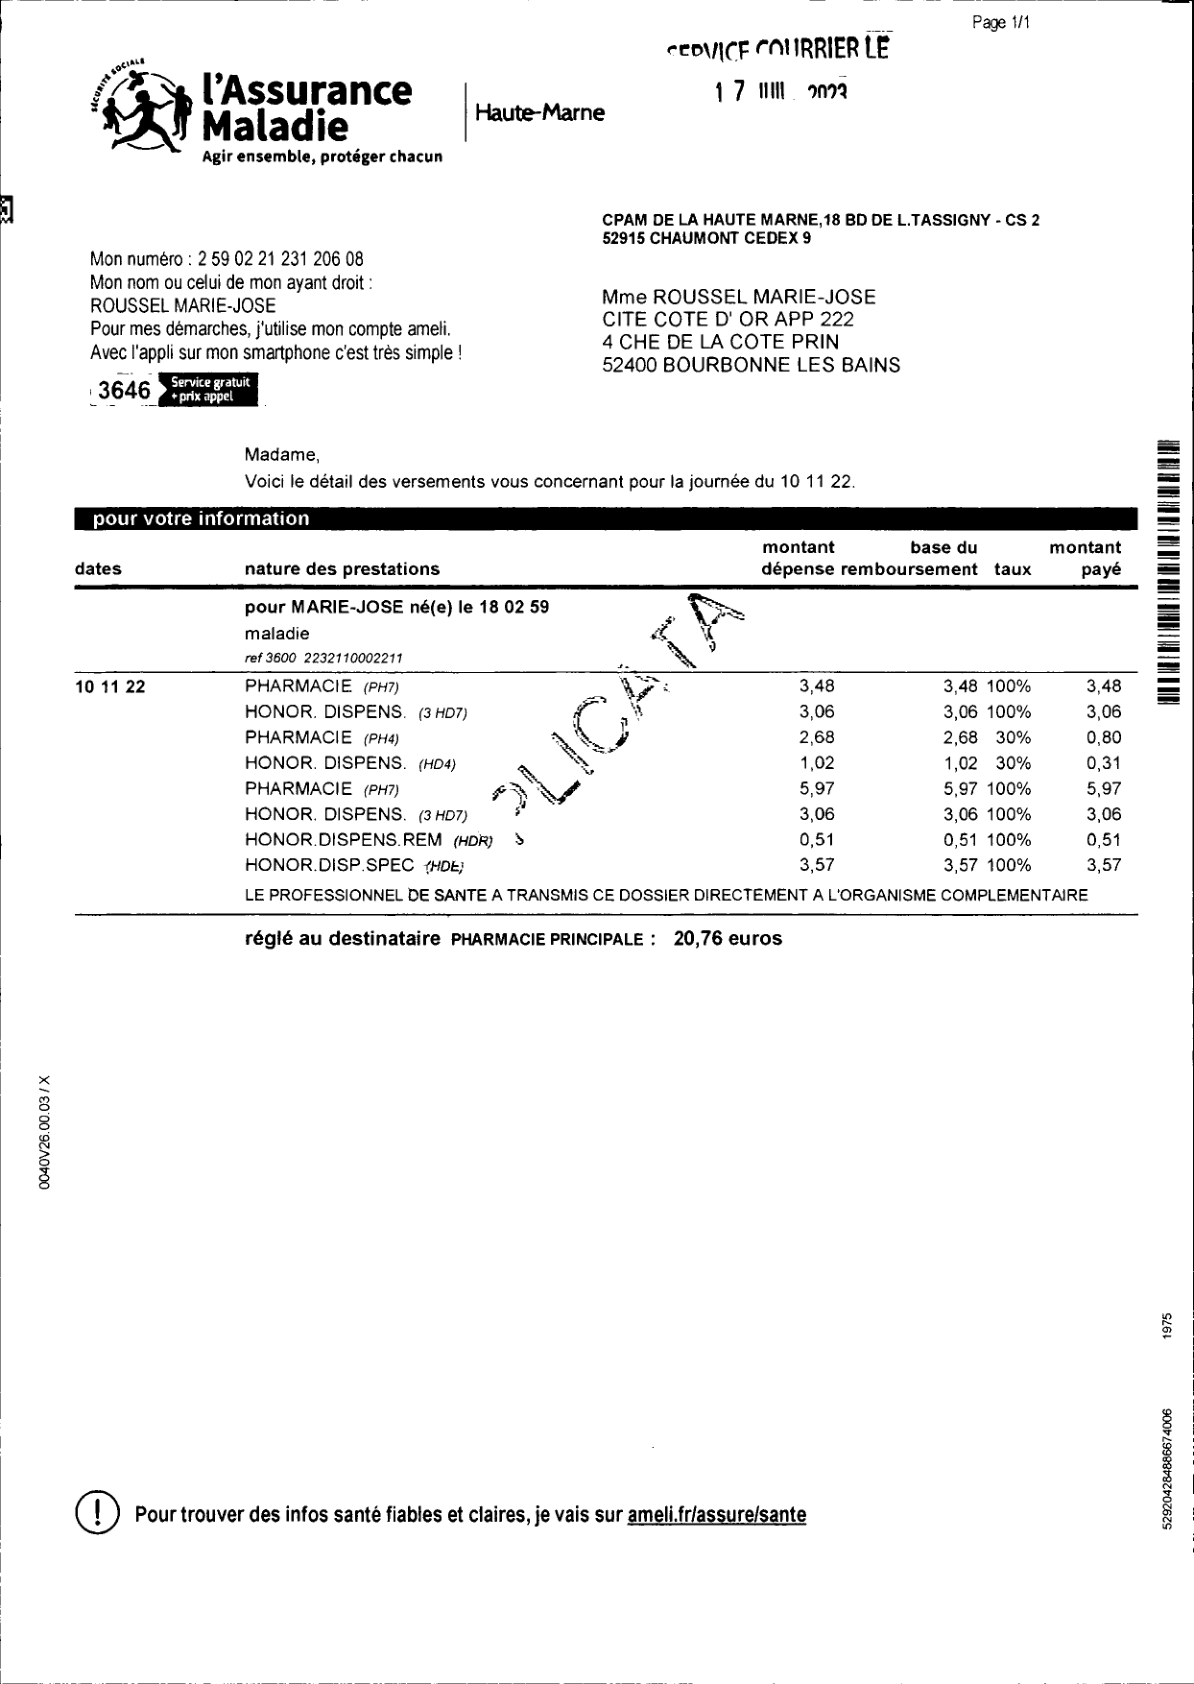 Page 1/1
SERVICE COURRIER LE
17 2023
SÉCURITÉ SOCIALE
l'Assurance
Maladie
Agir ensemble, protéger chacun
Haute-Marne
CPAM DE LA HAUTE MARNE,18 BD DE L.TASSIGNY - CS 2
52915 CHAUMONT CEDEX 9
Mon numéro : 2 59 02 21 231 206 08
Mon nom ou celui de mon ayant droit :
ROUSSEL MARIE-JOSE
Pour mes démarches, j'utilise mon compte ameli.
Avec l'appli sur mon smartphone c'est très simple !
3646 Service gratuit
+ prix appel
Mme ROUSSEL MARIE-JOSE
CITE COTE D' OR APP 222
4 CHE DE LA COTE PRIN
52400 BOURBONNE LES BAINS
Madame,
Voici le détail des versements vous concernant pour la journée du 10 11 22.
pour votre information
dates nature des prestations montant dépense base du remboursement taux montant payé
pour MARIE-JOSE né(e) le 18 02 59
maladie
ref 3600 2232110002211
10 11 22 PHARMACIE (PH7) 3,48 3,48 100% 3,48
HONOR. DISPENS. (3 HD7) 3,06 3,06 100% 3,06
PHARMACIE (PH4) 2,68 2,68 30% 0,80
HONOR. DISPENS. (HD4) 1,02 1,02 30% 0,31
PHARMACIE (PH7) 5,97 5,97 100% 5,97
HONOR. DISPENS. (3 HD7) 3,06 3,06 100% 3,06
HONOR.DISPENS.REM (HDR) 0,51 0,51 100% 0,51
HONOR.DISP.SPEC (HDE) 3,57 3,57 100% 3,57
LE PROFESSIONNEL DE SANTE A TRANSMIS CE DOSSIER DIRECTEMENT A L'ORGANISME COMPLEMENTAIRE
réglé au destinataire PHARMACIE PRINCIPALE : 20,76 euros
PLICATA
0040V26.00.03 / X
1975
529204284886674006
Pour trouver des infos santé fiables et claires, je vais sur ameli.fr/assure/sante